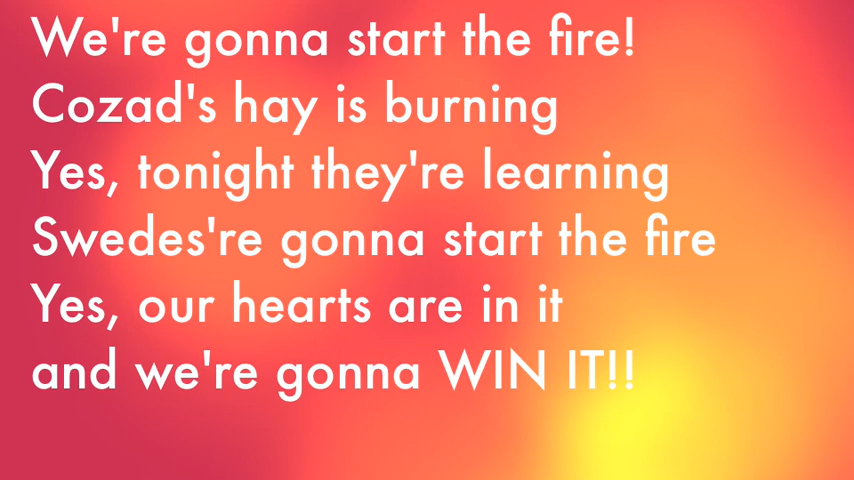 We're gonna start the fire!
Cozad's hay is burning
Yes, tonight they're learning
Swedes're gonna start the fire
Yes, our hearts are in it
and we're gonna WIN IT!!